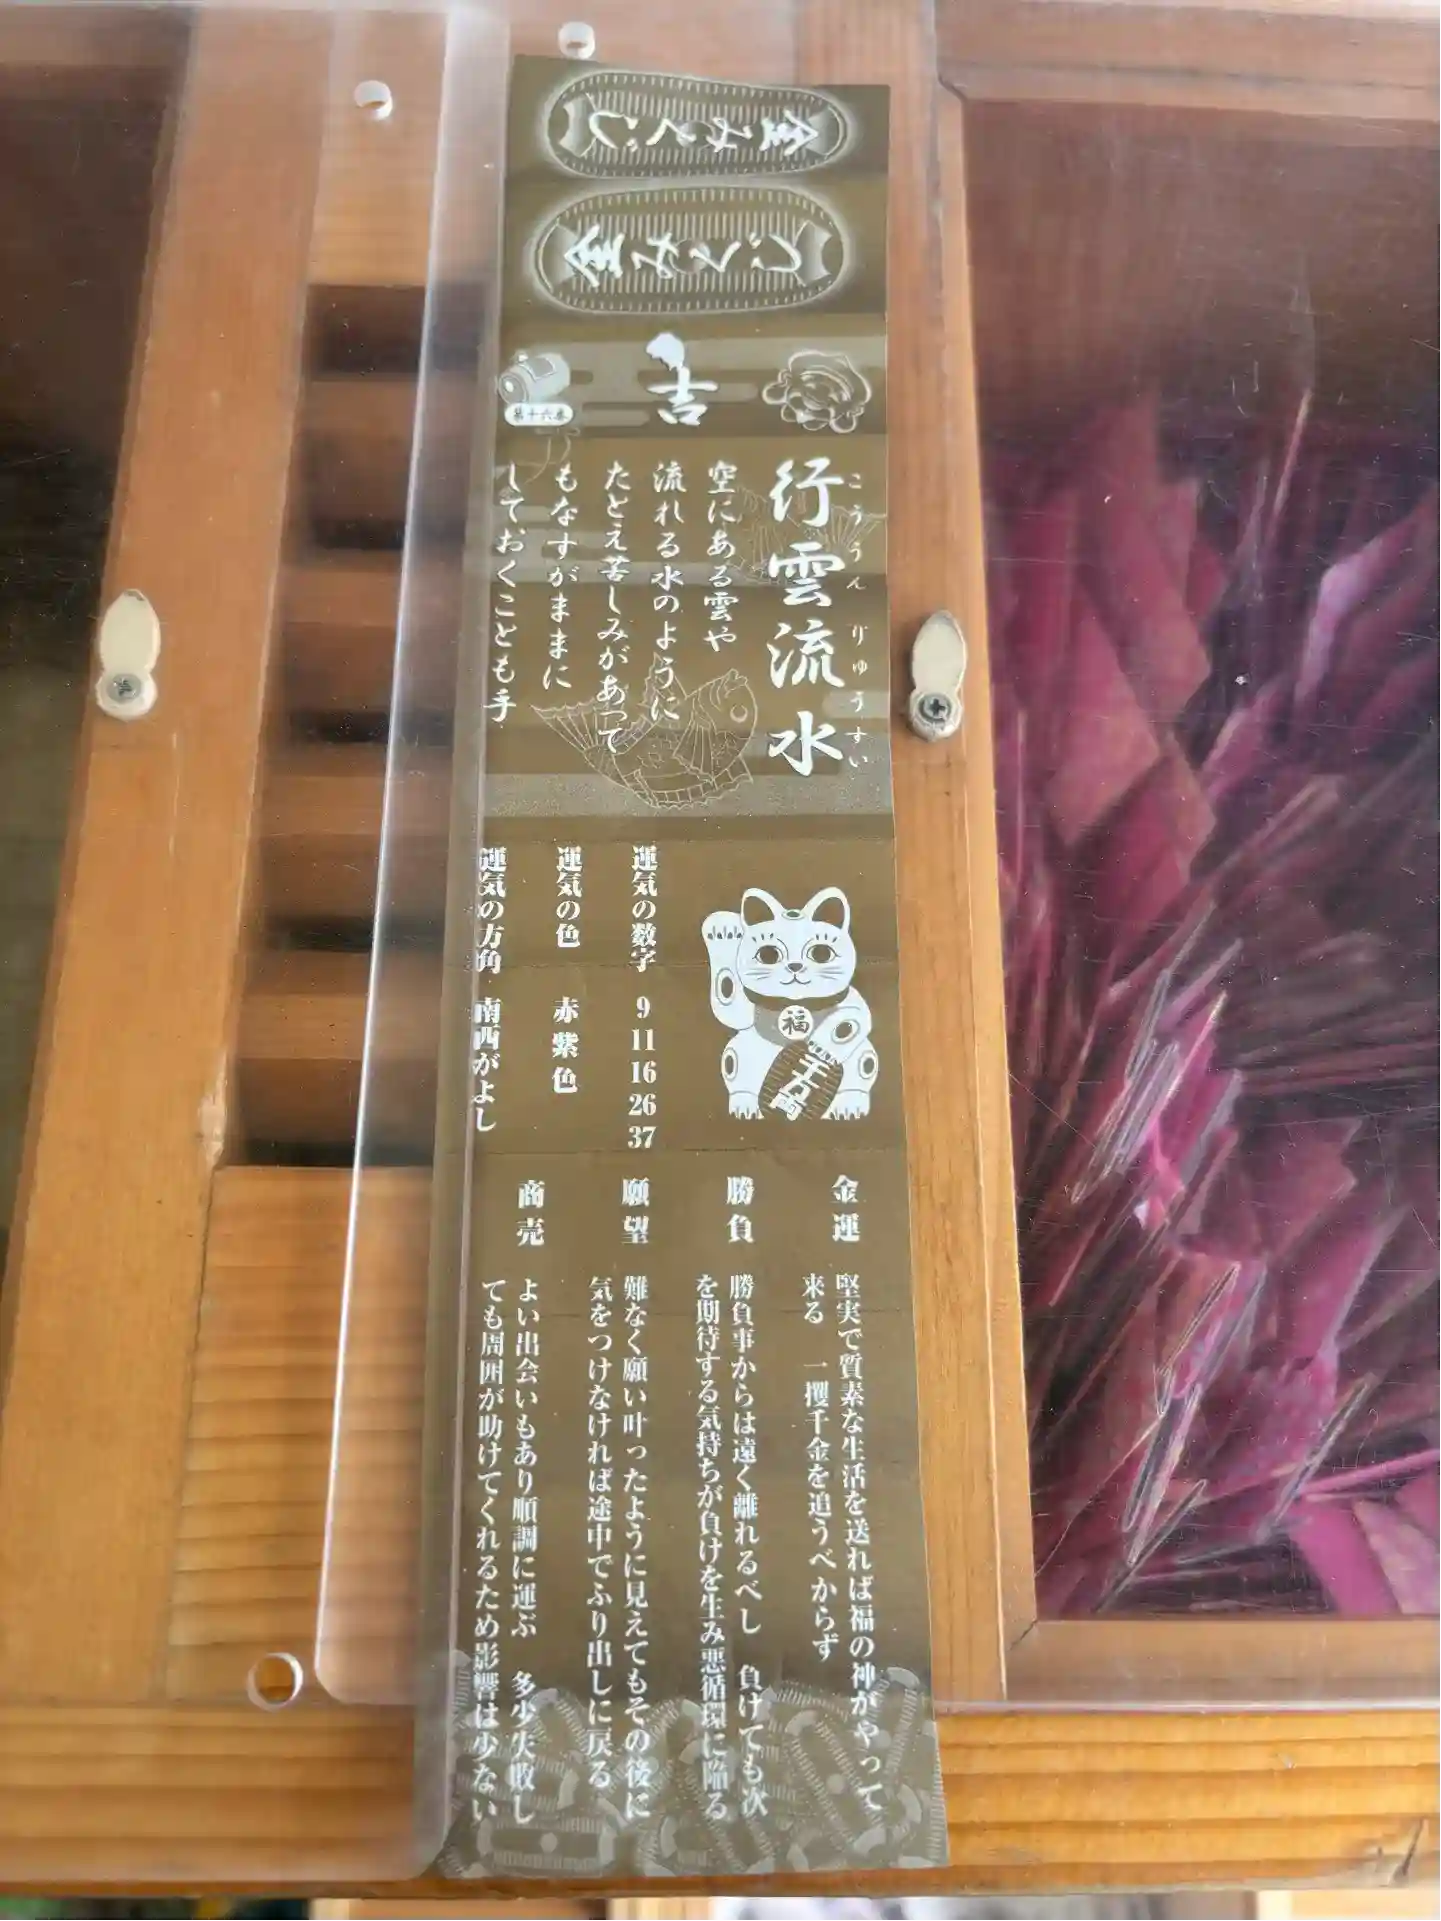 金みくじ
金みくじ
吉
第十六番
行雲流水
こううんりゅうすい
空にある雲や
流れる水のように
たとえ苦しみがあって
もなすがままに
しておくことも手
福
千万両
運気の数字 9 11 16 26 37
運気の色 赤紫色
運気の方角 南西がよし
金運
堅実で質素な生活を送れば福の神がやって
来る 一攫千金を追うべからず
勝負
勝負事からは遠く離れるべし 負けても次
を期待する気持ちが負けを生み悪循環に陥る
願望
難なく願い叶ったように見えてもその後に
気をつけなければ途中でふり出しに戻る
商売
よい出会いもあり順調に運ぶ 多少失敗し
ても周囲が助けてくれるため影響は少ない